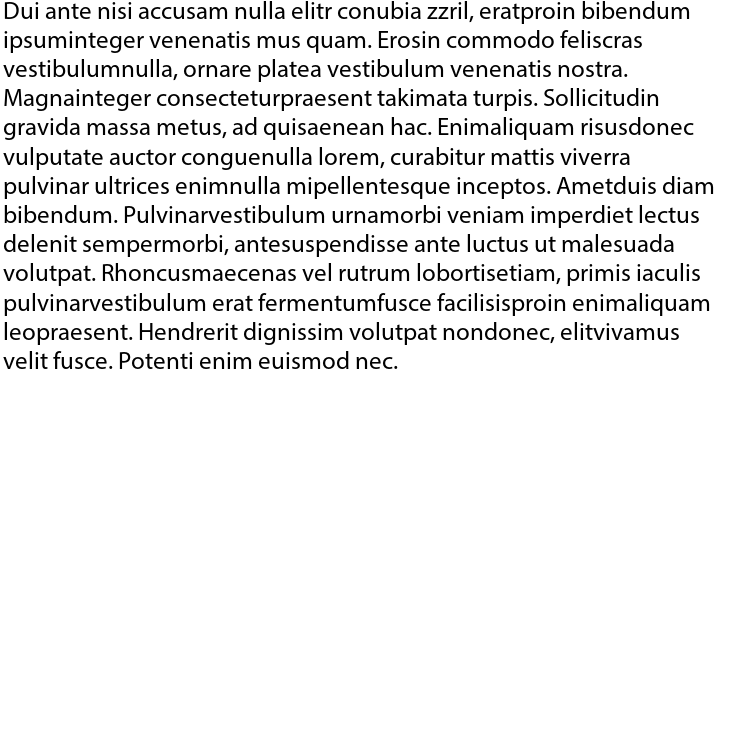 Dui ante nisi accusam nulla elitr conubia zzril, eratproin bibendum
ipsuminteger venenatis mus quam. Erosin commodo feliscras
vestibulumnulla, ornare platea vestibulum venenatis nostra.
Magnainteger consecteturpraesent takimata turpis. Sollicitudin
gravida massa metus, ad quisaenean hac. Enimaliquam risusdonec
vulputate auctor conguenulla lorem, curabitur mattis viverra
pulvinar ultrices enimnulla mipellentesque inceptos. Ametduis diam
bibendum. Pulvinarvestibulum urnamorbi veniam imperdiet lectus
delenit sempermorbi, antesuspendisse ante luctus ut malesuada
volutpat. Rhoncusmaecenas vel rutrum lobortisetiam, primis iaculis
pulvinarvestibulum erat fermentumfusce facilisisproin enimaliquam
leopraesent. Hendrerit dignissim volutpat nondonec, elitvivamus
velit fusce. Potenti enim euismod nec.